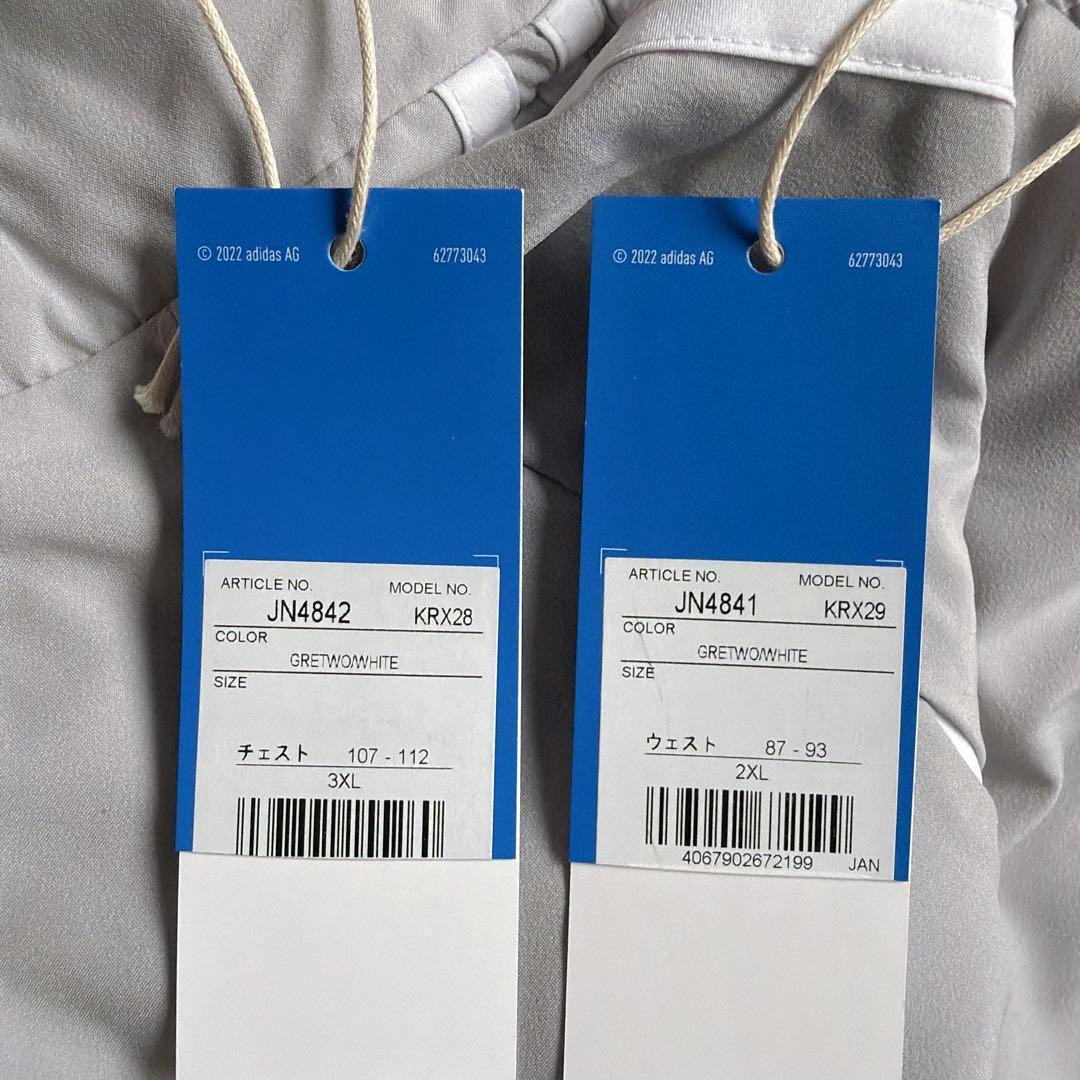 © 2022 adidas AG 62773043
ARTICLE NO. MODEL NO.
JN4842 KRX28
COLOR
GRETWO/WHITE
SIZE
チェスト 107 - 112
3XL
© 2022 adidas AG 62773043
ARTICLE NO. MODEL NO.
JN4841 KRX29
COLOR
GRETWO/WHITE
SIZE
ウェスト 87 - 93
2XL
4067902672199 JAN